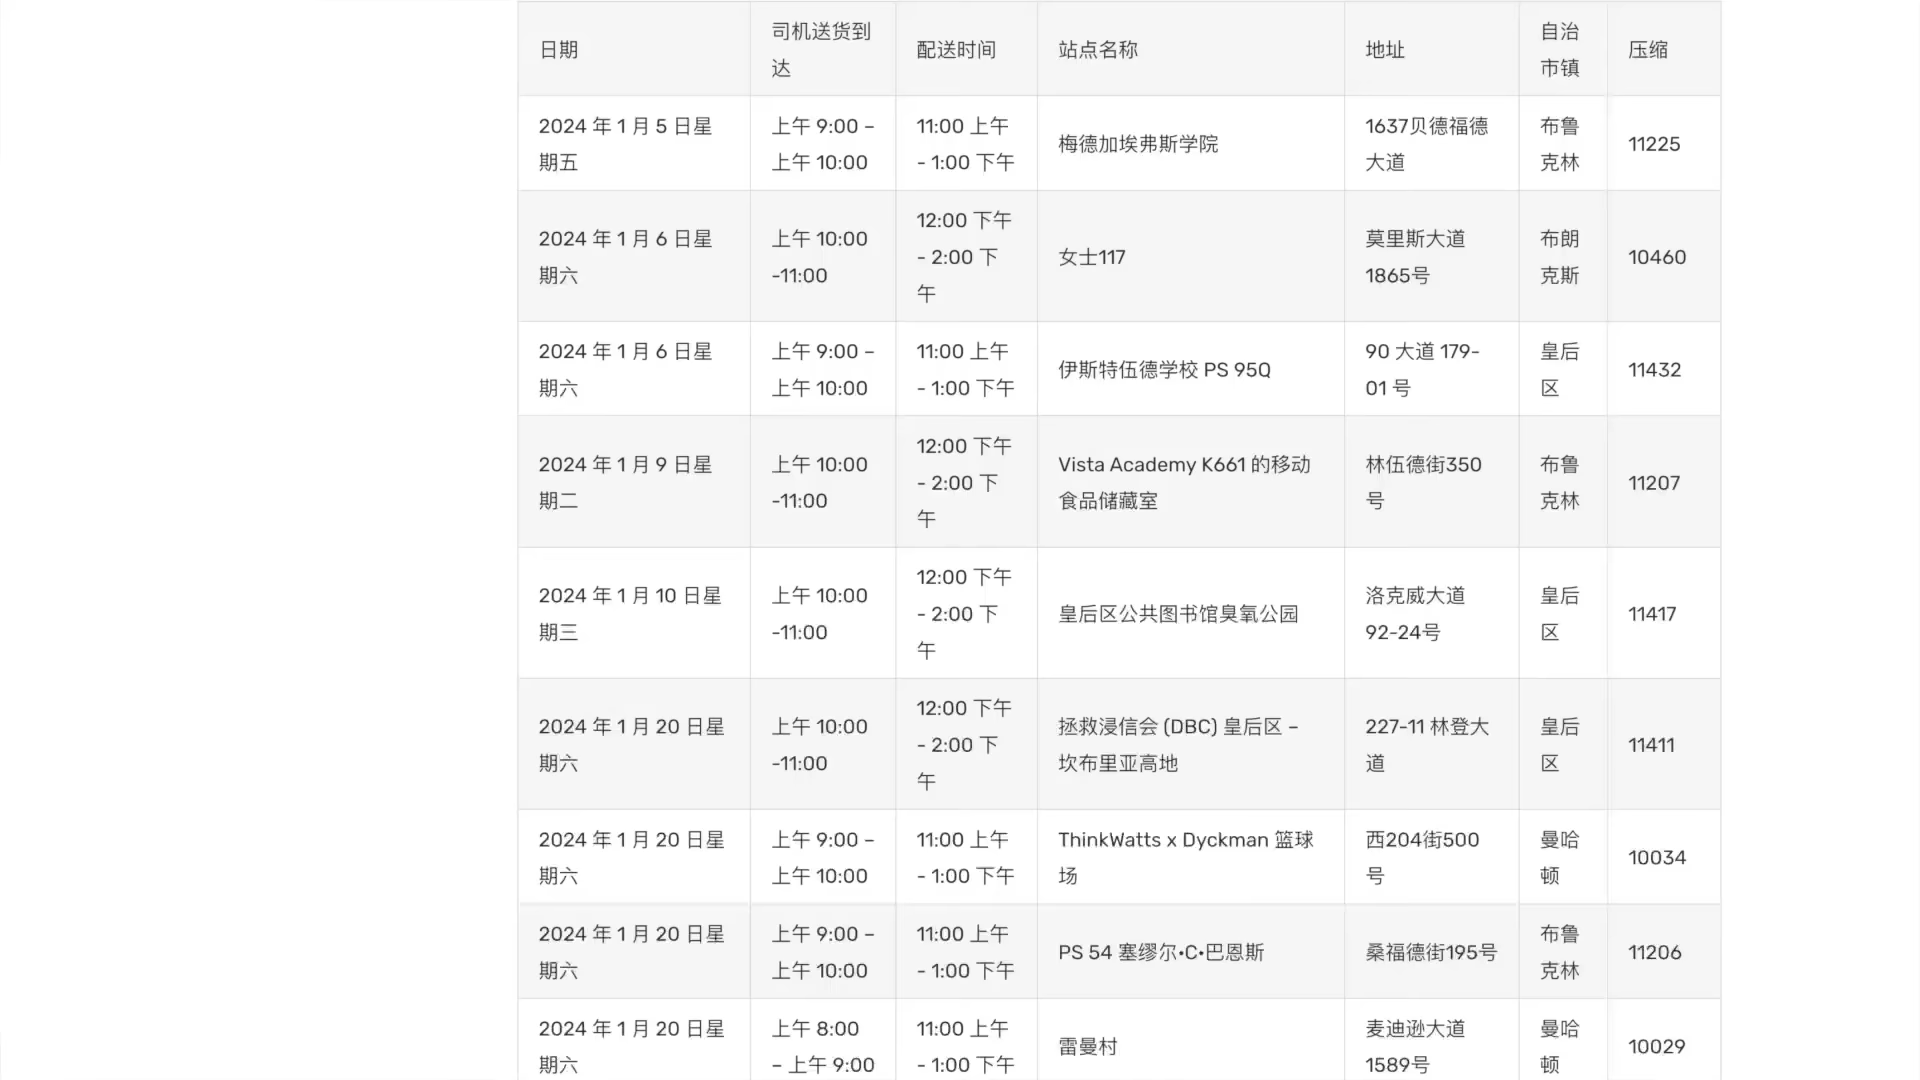 日期
司机送货到
达
配送时间
站点名称
地址
自治
市镇
压缩
2024 年 1 月 5 日星
期五
上午 9:00 –
上午 10:00
11:00 上午
- 1:00 下午
梅德加埃弗斯学院
1637贝德福德
大道
布鲁
克林
11225
2024 年 1 月 6 日星
期六
上午 10:00
-11:00
12:00 下午
- 2:00 下
午
女士117
莫里斯大道
1865号
布朗
克斯
10460
2024 年 1 月 6 日星
期六
上午 9:00 –
上午 10:00
11:00 上午
- 1:00 下午
伊斯特伍德学校 PS 95Q
90 大道 179-
01 号
皇后
区
11432
2024 年 1 月 9 日星
期二
上午 10:00
-11:00
12:00 下午
- 2:00 下
午
Vista Academy K661 的移动
食品储藏室
林伍德街350
号
布鲁
克林
11207
2024 年 1 月 10 日星
期三
上午 10:00
-11:00
12:00 下午
- 2:00 下
午
皇后区公共图书馆臭氧公园
洛克威大道
92-24号
皇后
区
11417
2024 年 1 月 20 日星
期六
上午 10:00
-11:00
12:00 下午
- 2:00 下
午
拯救浸信会 (DBC) 皇后区 –
坎布里亚高地
227-11 林登大
道
皇后
区
11411
2024 年 1 月 20 日星
期六
上午 9:00 –
上午 10:00
11:00 上午
- 1:00 下午
ThinkWatts x Dyckman 篮球
场
西204街500
号
曼哈
顿
10034
2024 年 1 月 20 日星
期六
上午 9:00 –
上午 10:00
11:00 上午
- 1:00 下午
PS 54 塞缪尔·C·巴恩斯
桑福德街195号
布鲁
克林
11206
2024 年 1 月 20 日星
期六
上午 8:00
– 上午 9:00
11:00 上午
- 1:00 下午
雷曼村
麦迪逊大道
1589号
曼哈
顿
10029